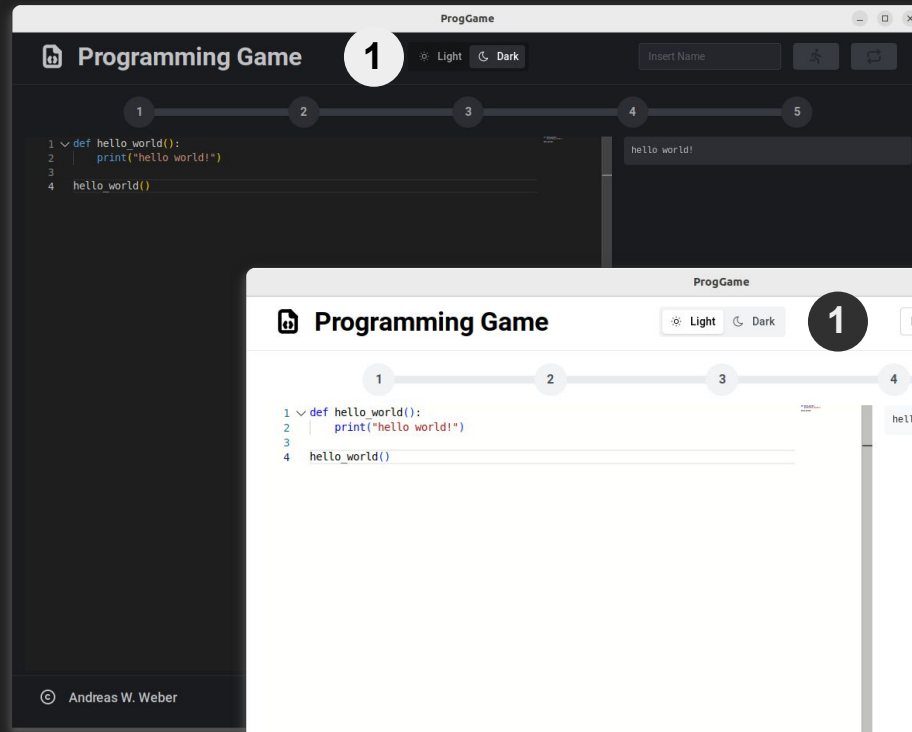 ProgGame
Programming Game
1
Light Dark
Insert Name
1 2 3 4 5
1 def hello_world():
2 print("hello world!")
3
4 hello_world()
hello world!
ProgGame
Programming Game
Light Dark
1
1 2 3 4
1 def hello_world():
2 print("hello world!")
3
4 hello_world()
hell
© Andreas W. Weber